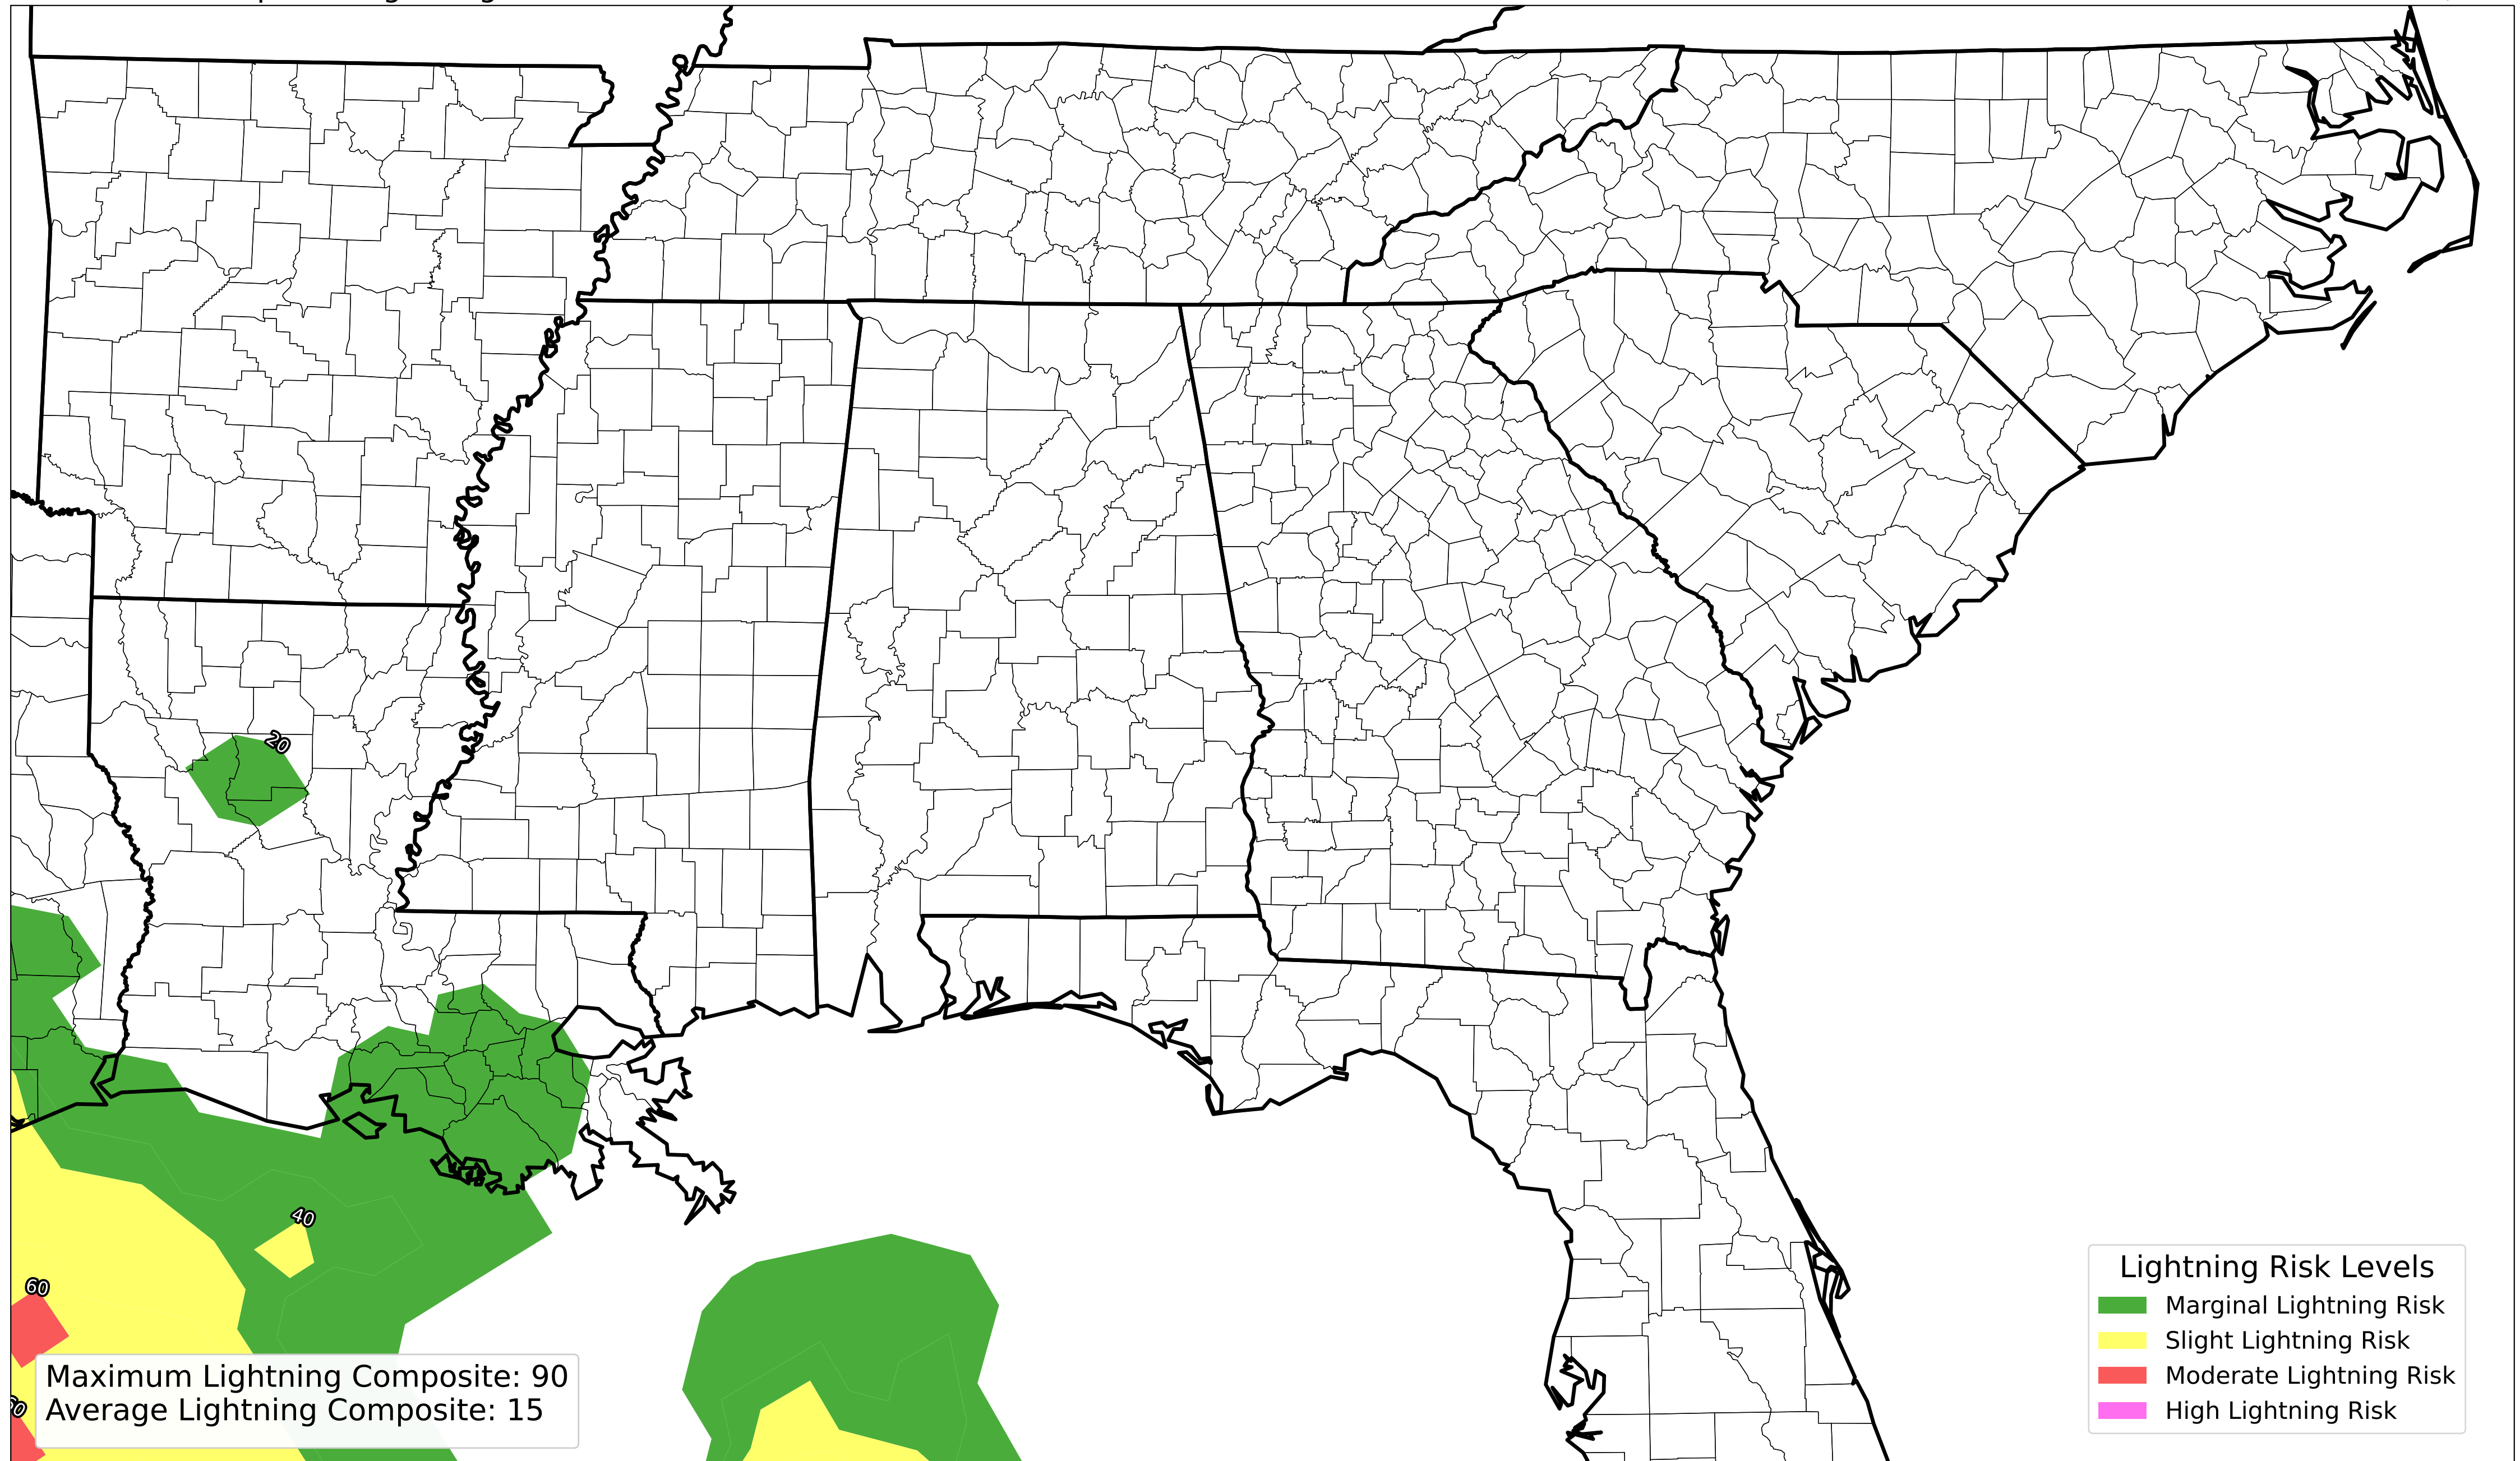 20
40
60
Maximum Lightning Composite: 90
Average Lightning Composite: 15
Lightning Risk Levels
Marginal Lightning Risk
Slight Lightning Risk
Moderate Lightning Risk
High Lightning Risk